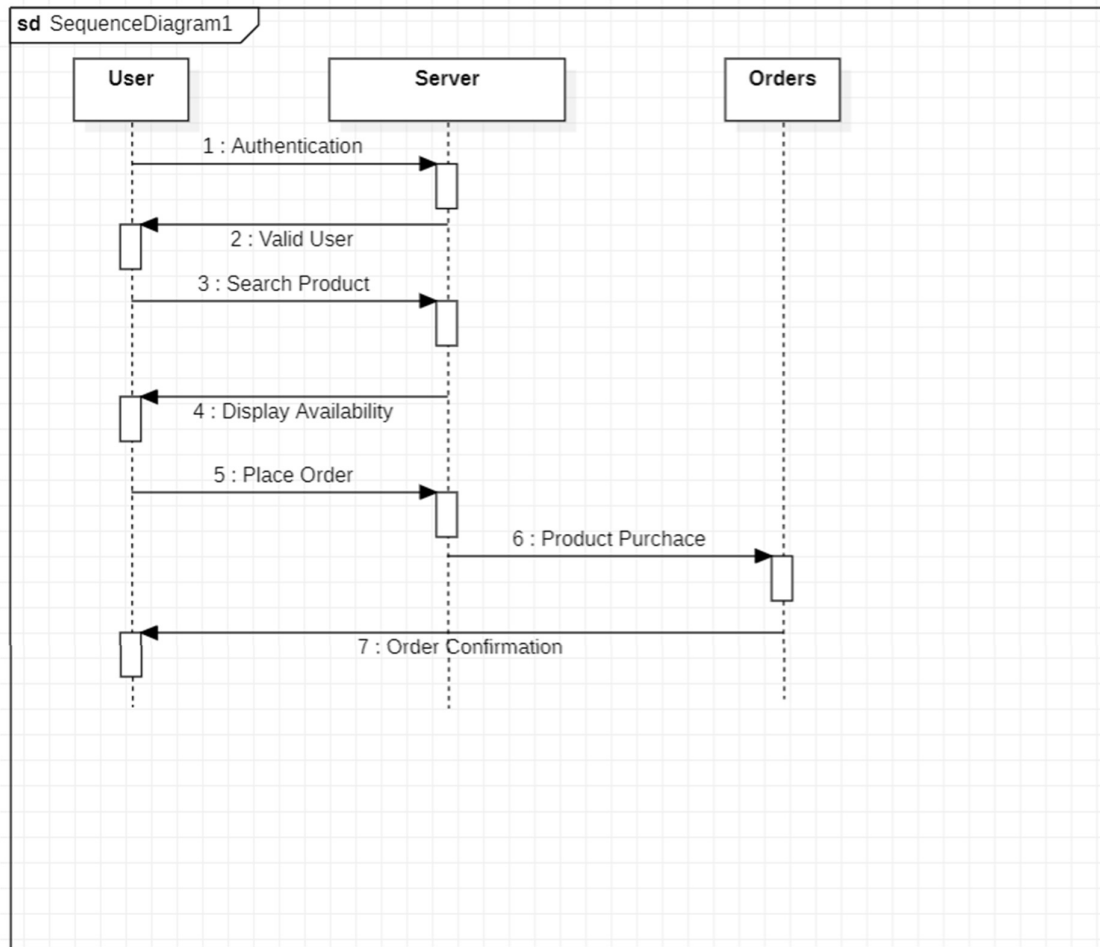 sd SequenceDiagram1
User
Server
Orders
1 : Authentication
2 : Valid User
3 : Search Product
4 : Display Availability
5 : Place Order
6 : Product Purchace
7 : Order Confirmation